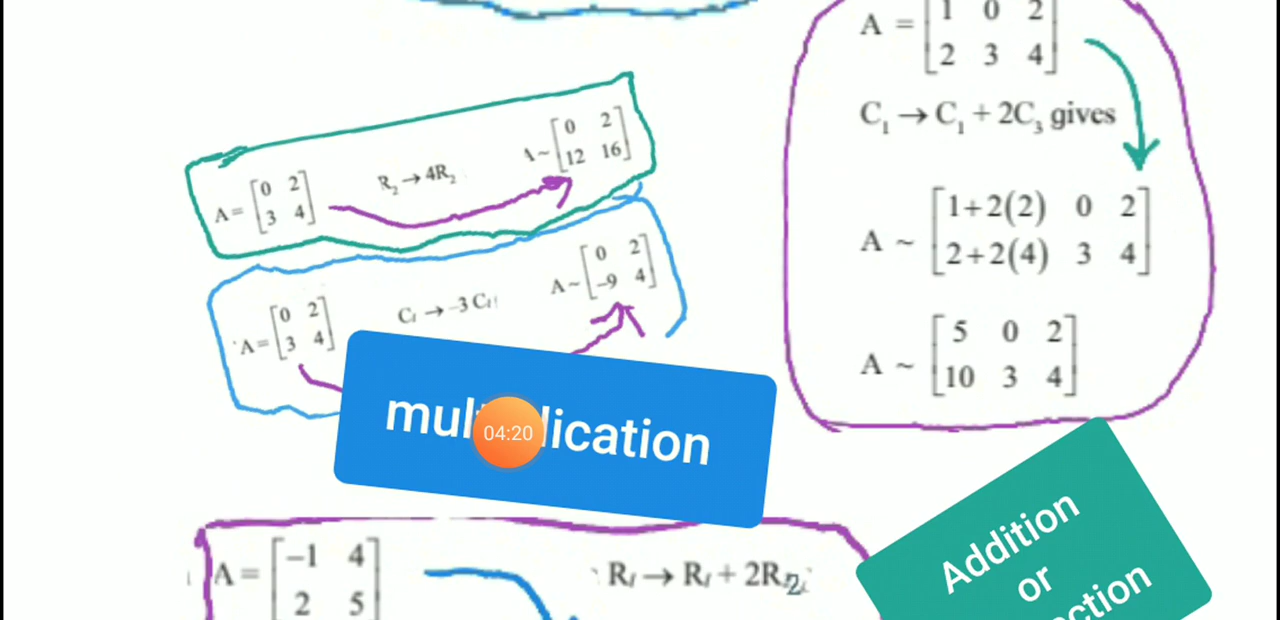 A = [0 2
3 4]
R₂ → 4R₂
A ~ [0 2
12 16]
A = [0 2
3 4]
C₁ → -3 C₁
A ~ [0 2
-9 4]
04:20
A = [1 0 2
2 3 4]
C₁ → C₁ + 2C₃ gives
A ~ [1+2(2) 0 2
2+2(4) 3 4]
A ~ [5 0 2
10 3 4]
A = [-1 4
2 5]
R₁ → R₁ + 2R₂
Addition
or